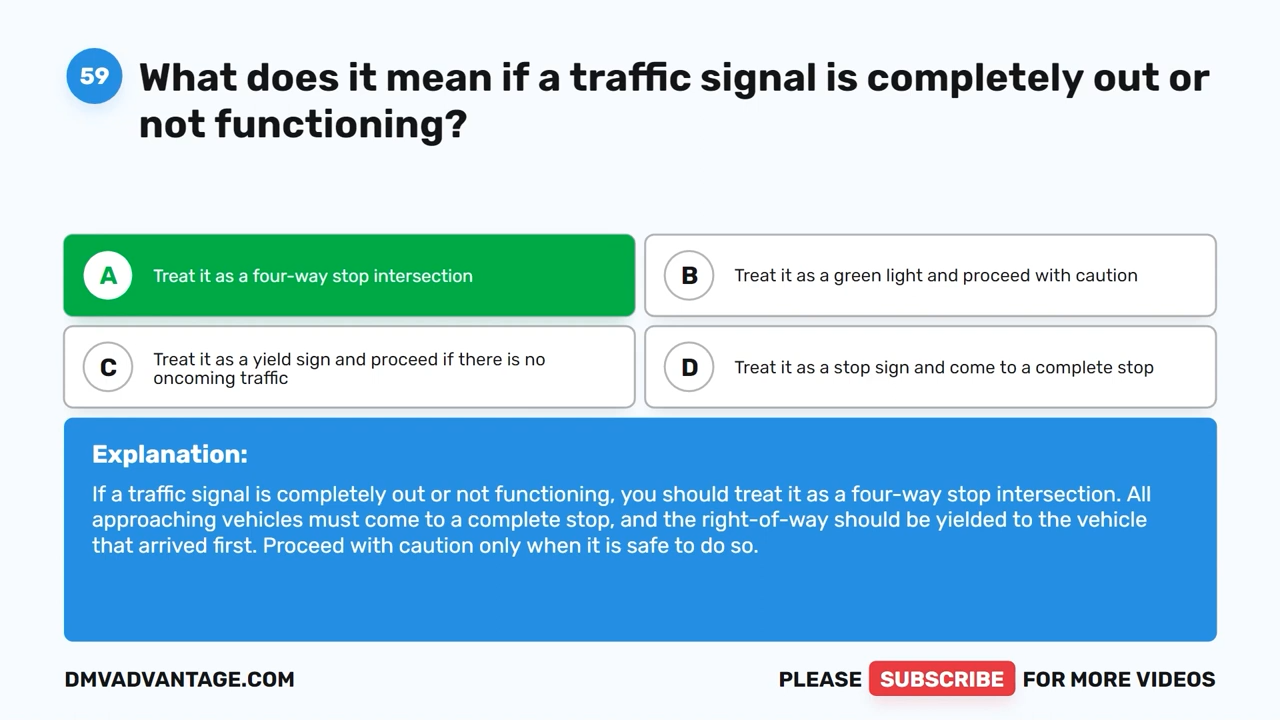 59
What does it mean if a traffic signal is completely out or
not functioning?
A
Treat it as a four-way stop intersection
B
Treat it as a green light and proceed with caution
C
Treat it as a yield sign and proceed if there is no
oncoming traffic
D
Treat it as a stop sign and come to a complete stop
Explanation:
If a traffic signal is completely out or not functioning, you should treat it as a four-way stop intersection. All
approaching vehicles must come to a complete stop, and the right-of-way should be yielded to the vehicle
that arrived first. Proceed with caution only when it is safe to do so.
DMVADVANTAGE.COM
PLEASE SUBSCRIBE FOR MORE VIDEOS